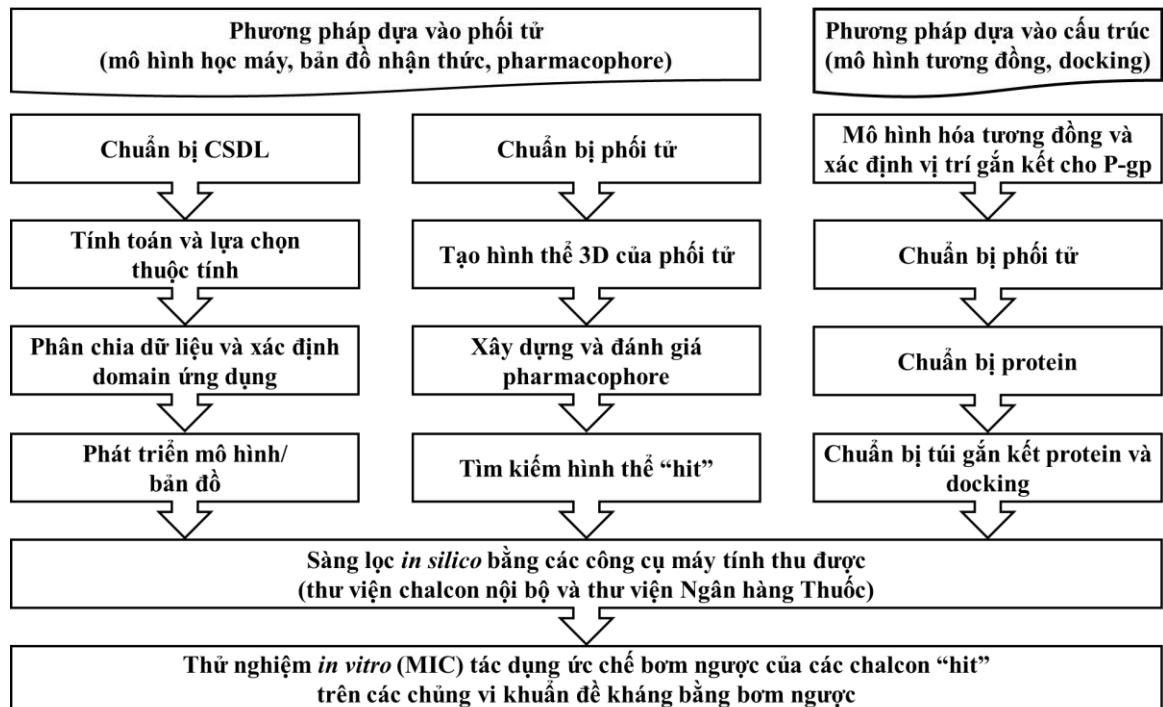 Phương pháp dựa vào phối tử
(mô hình học máy, bản đồ nhận thức, pharmacophore)
Phương pháp dựa vào cấu trúc
(mô hình tương đồng, docking)
Chuẩn bị CSDL
Tính toán và lựa chọn
thuộc tính
Phân chia dữ liệu và xác định
domain ứng dụng
Phát triển mô hình/
bản đồ
Chuẩn bị phối tử
Tạo hình thể 3D của phối tử
Xây dựng và đánh giá
pharmacophore
Tìm kiếm hình thể “hit”
Mô hình hóa tương đồng và
xác định vị trí gắn kết cho P-gp
Chuẩn bị phối tử
Chuẩn bị protein
Chuẩn bị túi gắn kết protein và
docking
Sàng lọc in silico bằng các công cụ máy tính thu được
(thư viện chalcon nội bộ và thư viện Ngân hàng Thuốc)
Thử nghiệm in vitro (MIC) tác dụng ức chế bơm ngược của các chalcon “hit”
trên các chủng vi khuẩn đề kháng bằng bơm ngược